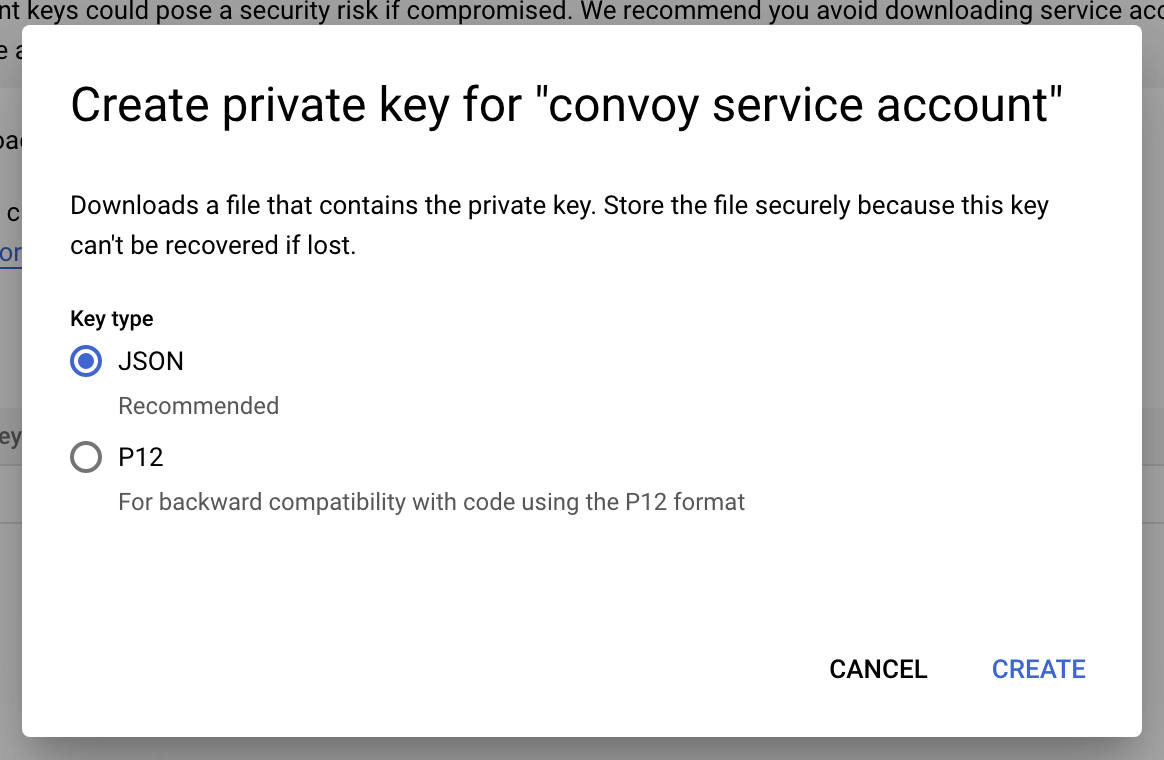 nt keys could pose a security risk if compromised. We recommend you avoid downloading service acc
e a
Create private key for "convoy service account"
oad
Downloads a file that contains the private key. Store the file securely because this key
c
can't be recovered if lost.
or
Key type
JSON
Recommended
ey
P12
For backward compatibility with code using the P12 format
CANCEL CREATE